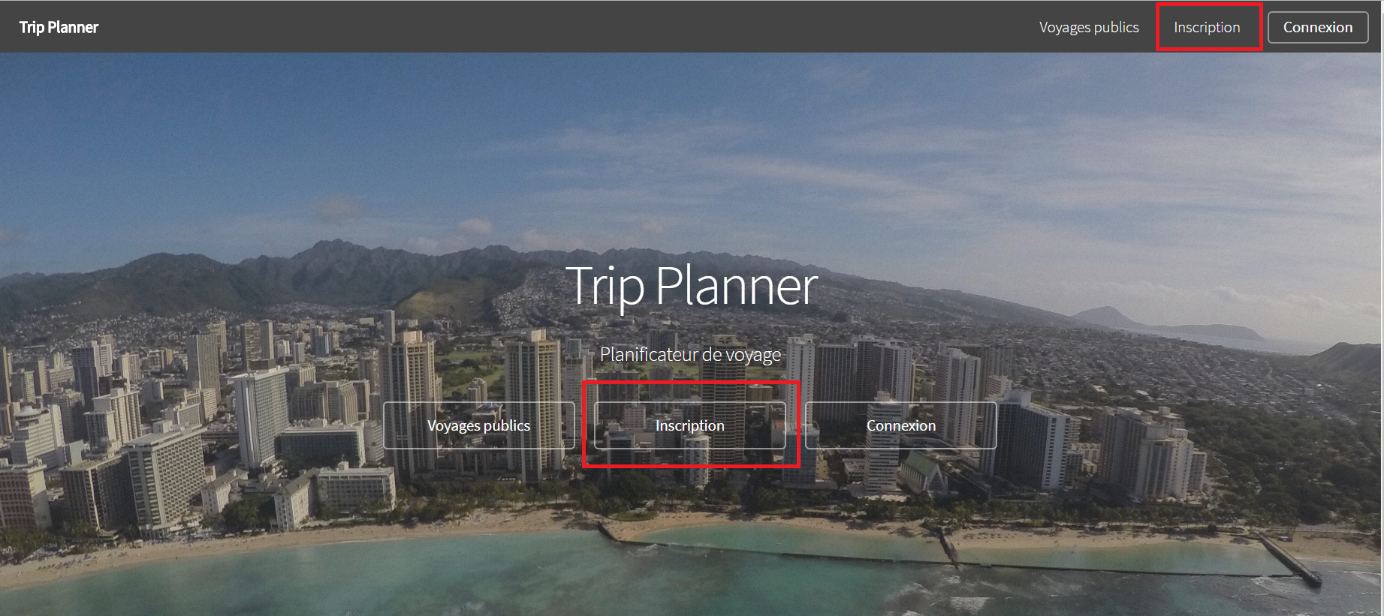 Trip Planner Voyages publics Inscription Connexion
Trip Planner
Planificateur de voyage
Voyages publics Inscription Connexion